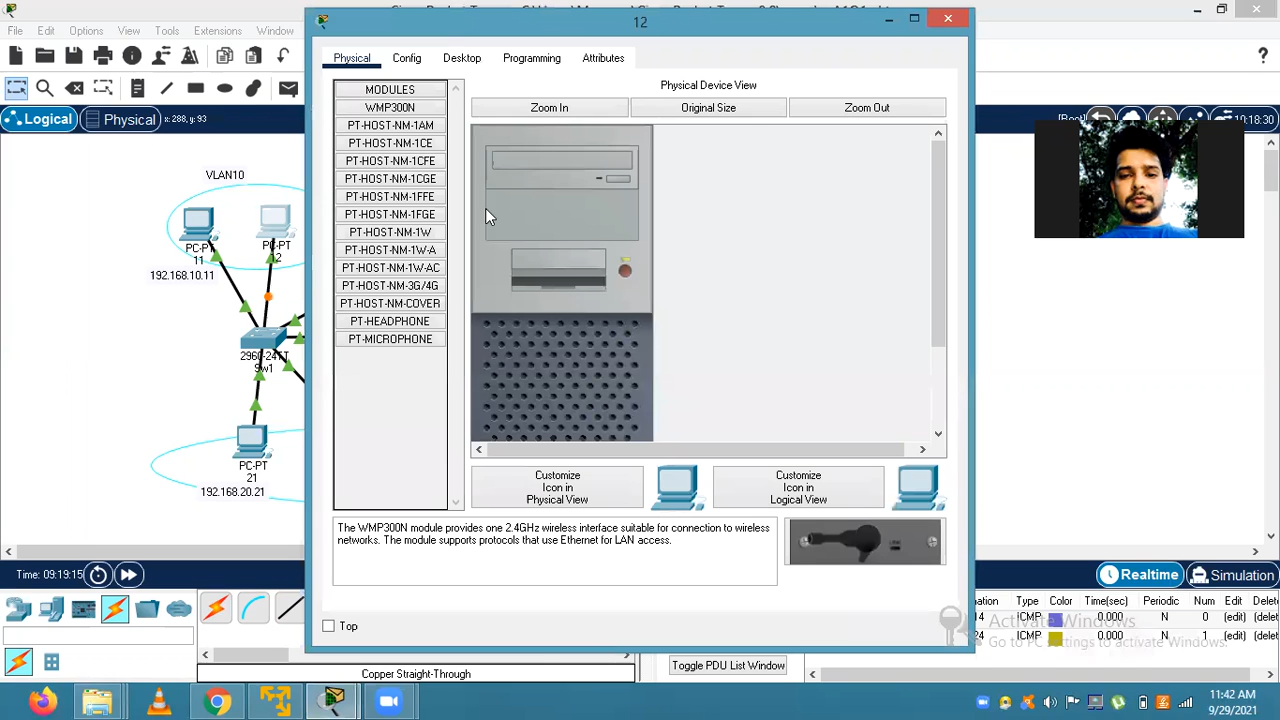 12
File Edit Options View Tools Extensions Window
Physical Config Desktop Programming Attributes
MODULES
WMP300N
PT-HOST-NM-1AM
PT-HOST-NM-1CE
PT-HOST-NM-1CFE
PT-HOST-NM-1CGE
PT-HOST-NM-1FFE
PT-HOST-NM-1FGE
PT-HOST-NM-1W
PT-HOST-NM-1W-A
PT-HOST-NM-1W-AC
PT-HOST-NM-3G/4G
PT-HOST-NM-COVER
PT-HEADPHONE
PT-MICROPHONE
Physical Device View
Zoom In Original Size Zoom Out
Customize
Icon in
Physical View
Customize
Icon in
Logical View
The WMP300N module provides one 2.4GHz wireless interface suitable for connection to wireless
networks. The module supports protocols that use Ethernet for LAN access.
Top
Logical Physical x: 288, y: 93
10:18:30
VLAN10
PC-PT
11
PC-PT
12
192.168.10.11
2960-24TT
Sw1
PC-PT
21
192.168.20.21
Time: 09:19:15
Realtime Simulation
Type Color Time(sec) Periodic Num Edit
14 ICMP 0.000 N 0 (edit)
24 ICMP 0.000 N 1 (edit)
Activate Windows
Go to PC settings to activate Windows.
Copper Straight-Through
Toggle PDU List Window
11:42 AM
9/29/2021